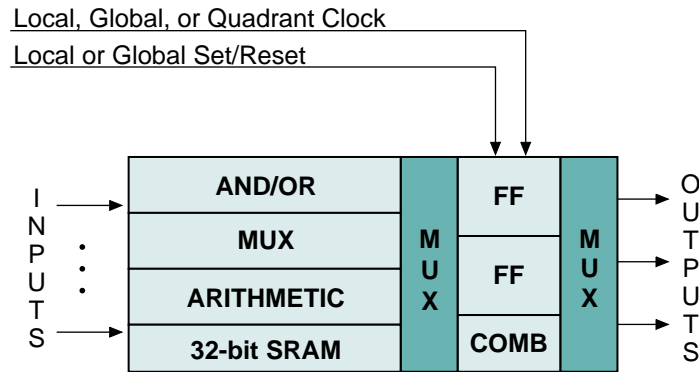 Local, Global, or Quadrant Clock
Local or Global Set/Reset
INPUTS
AND/OR
MUX
ARITHMETIC
32-bit SRAM
MUX
FF
FF
COMB
MUX
OUTPUTS